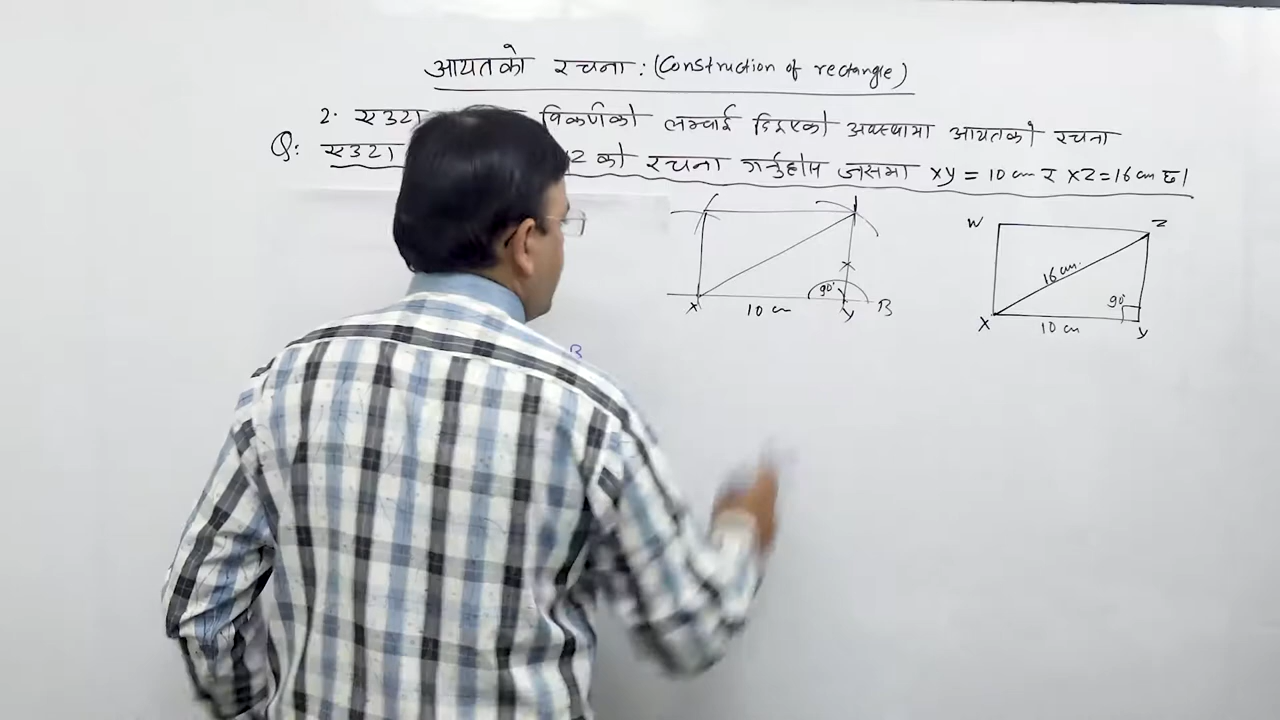 आयतको रचना : (Construction of rectangle)
2. एउटा विकर्णको लम्बाई दिइएको अवस्थामा आयतको रचना
Q: एउटा को रचना गर्नुहोस् जसमा XY = 10 cm र XZ = 16 cm छ।
X
10 cm
90°
Y
B
W
Z
16 cm.
90°
X
10 cm
Y
B